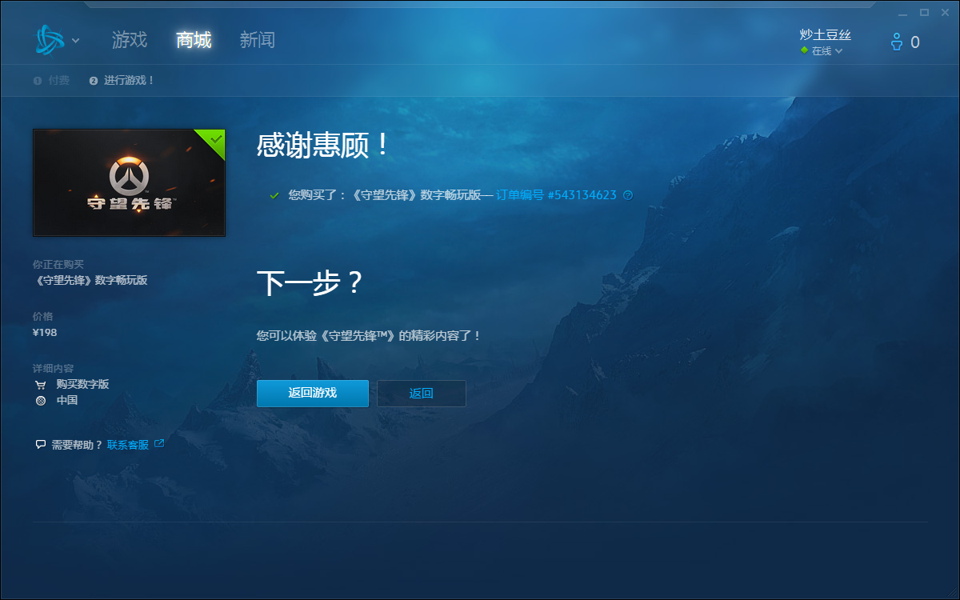 游戏 商城 新闻
炒土豆丝
在线
0
1 付费 2 进行游戏！
守望先锋™
感谢惠顾！
您购买了：《守望先锋》数字畅玩版— 订单编号 #543134623 ?
你正在购买
《守望先锋》数字畅玩版
价格
¥198
详细内容
购买数字版
中国
需要帮助？ 联系客服
下一步？
您可以体验《守望先锋™》的精彩内容了！
返回游戏 返回